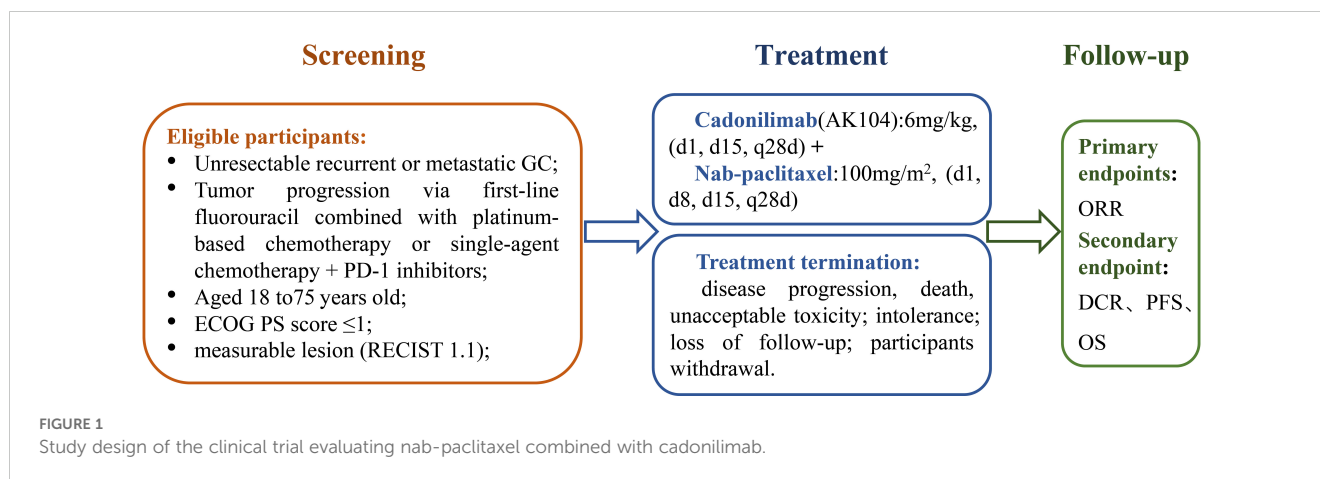 Screening
Eligible participants:
• Unresectable recurrent or metastatic GC;
• Tumor progression via first-line
fluorouracil combined with platinum-
based chemotherapy or single-agent
chemotherapy + PD-1 inhibitors;
• Aged 18 to75 years old;
• ECOG PS score ≤1;
• measurable lesion (RECIST 1.1);
Treatment
Cadonilimab(AK104):6mg/kg,
(d1, d15, q28d) +
Nab-paclitaxel:100mg/m², (d1,
d8, d15, q28d)
Treatment termination:
disease progression, death,
unacceptable toxicity; intolerance;
loss of follow-up; participants
withdrawal.
Follow-up
Primary
endpoints:
ORR
Secondary
endpoint:
DCR、PFS、
OS
FIGURE 1
Study design of the clinical trial evaluating nab-paclitaxel combined with cadonilimab.